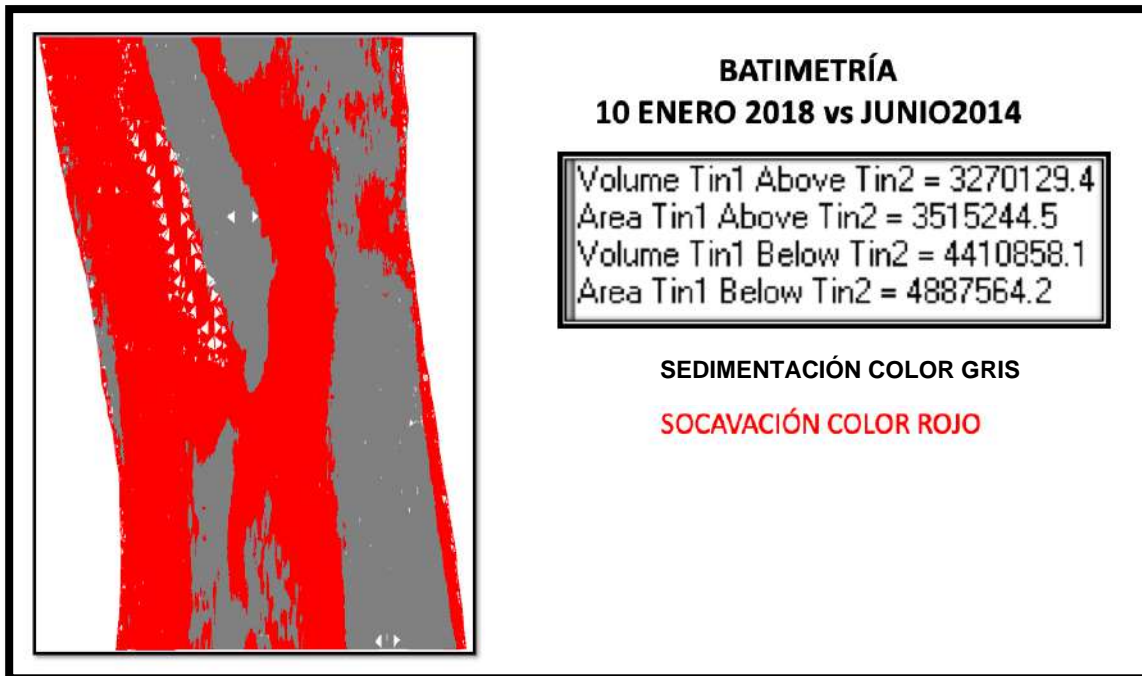 BATIMETRÍA
10 ENERO 2018 vs JUNIO2014
Volume Tin1 Above Tin2 = 3270129.4
Area Tin1 Above Tin2 = 3515244.5
Volume Tin1 Below Tin2 = 4410858.1
Area Tin1 Below Tin2 = 4887564.2
SEDIMENTACIÓN COLOR GRIS
SOCAVACIÓN COLOR ROJO